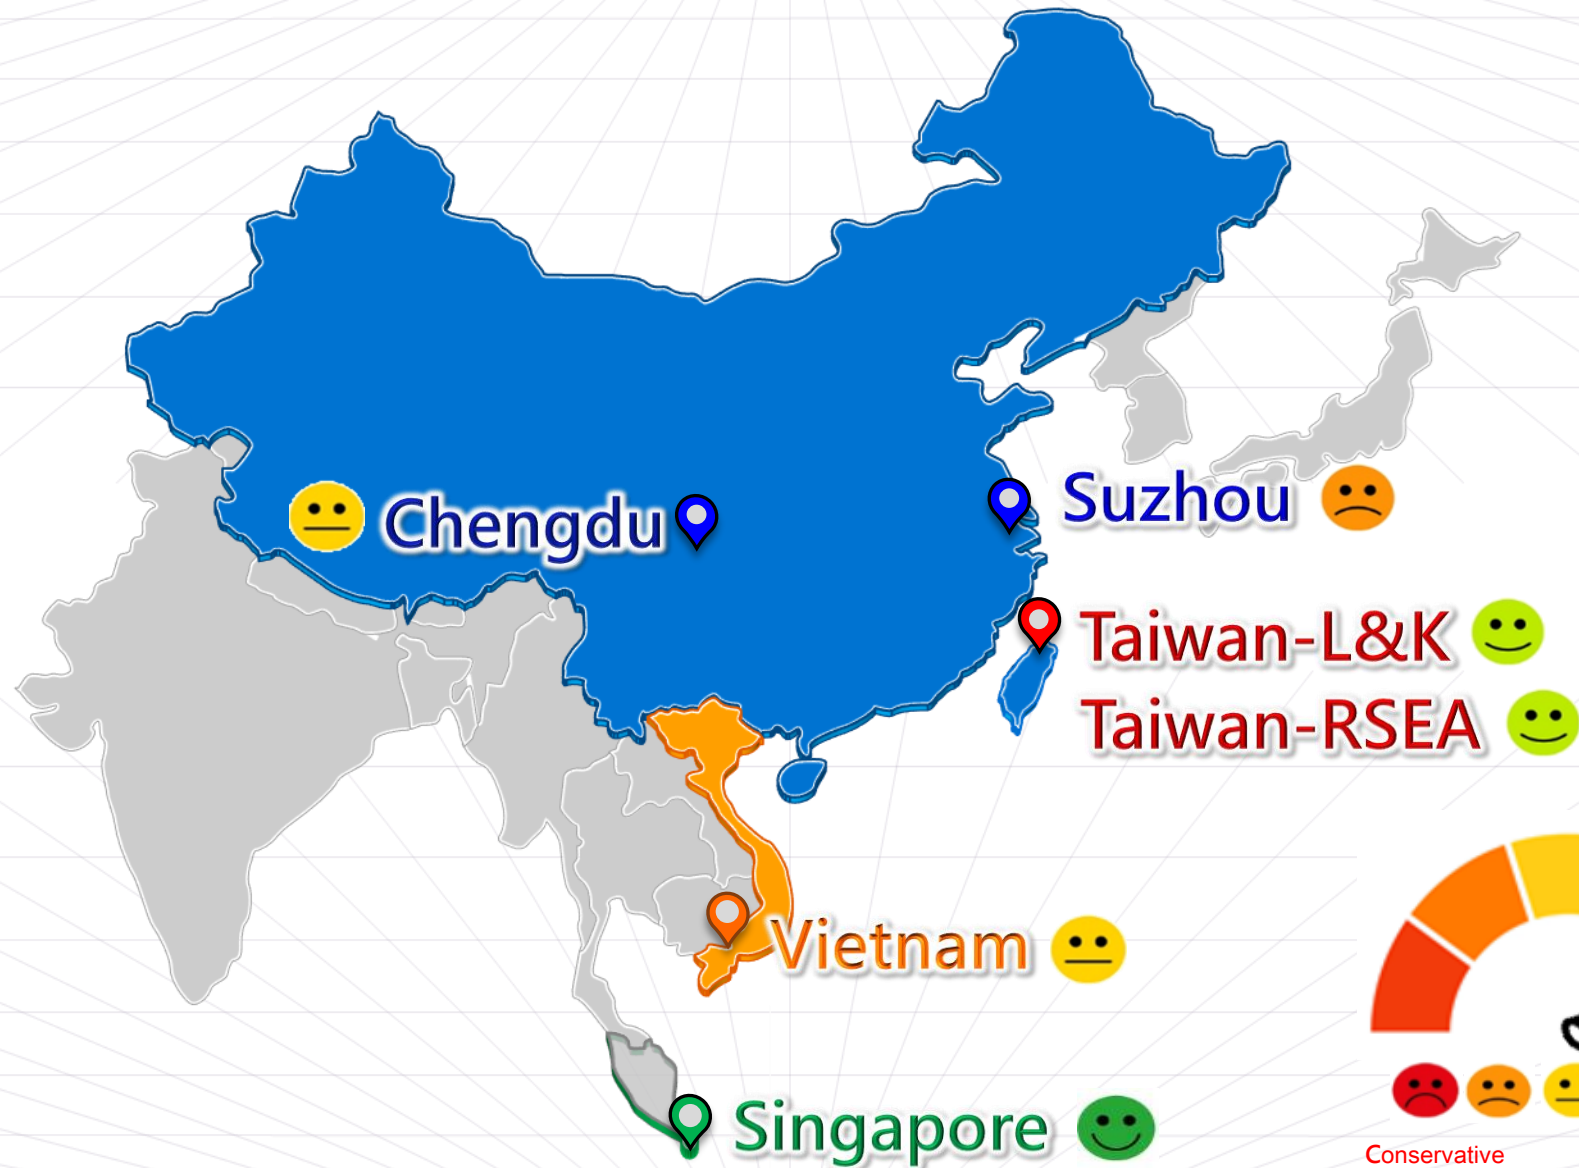 Suzhou
Chengdu
Taiwan-L&K
Taiwan-RSEA
Vietnam
Singapore
Conservative